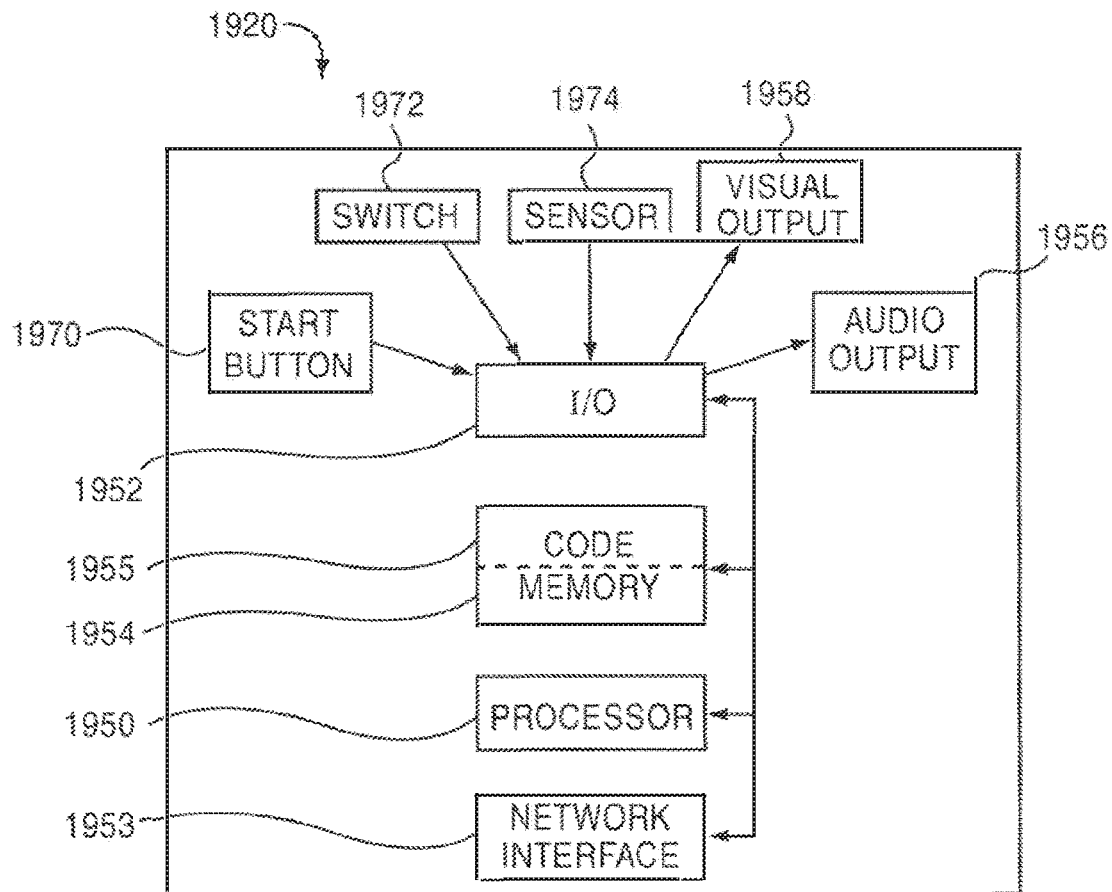 1920
1972
1974
1958
SWITCH
SENSOR
VISUAL
OUTPUT
1956
1970
START
BUTTON
AUDIO
OUTPUT
I/O
1952
1955
CODE
MEMORY
1954
1950
PROCESSOR
1953
NETWORK
INTERFACE